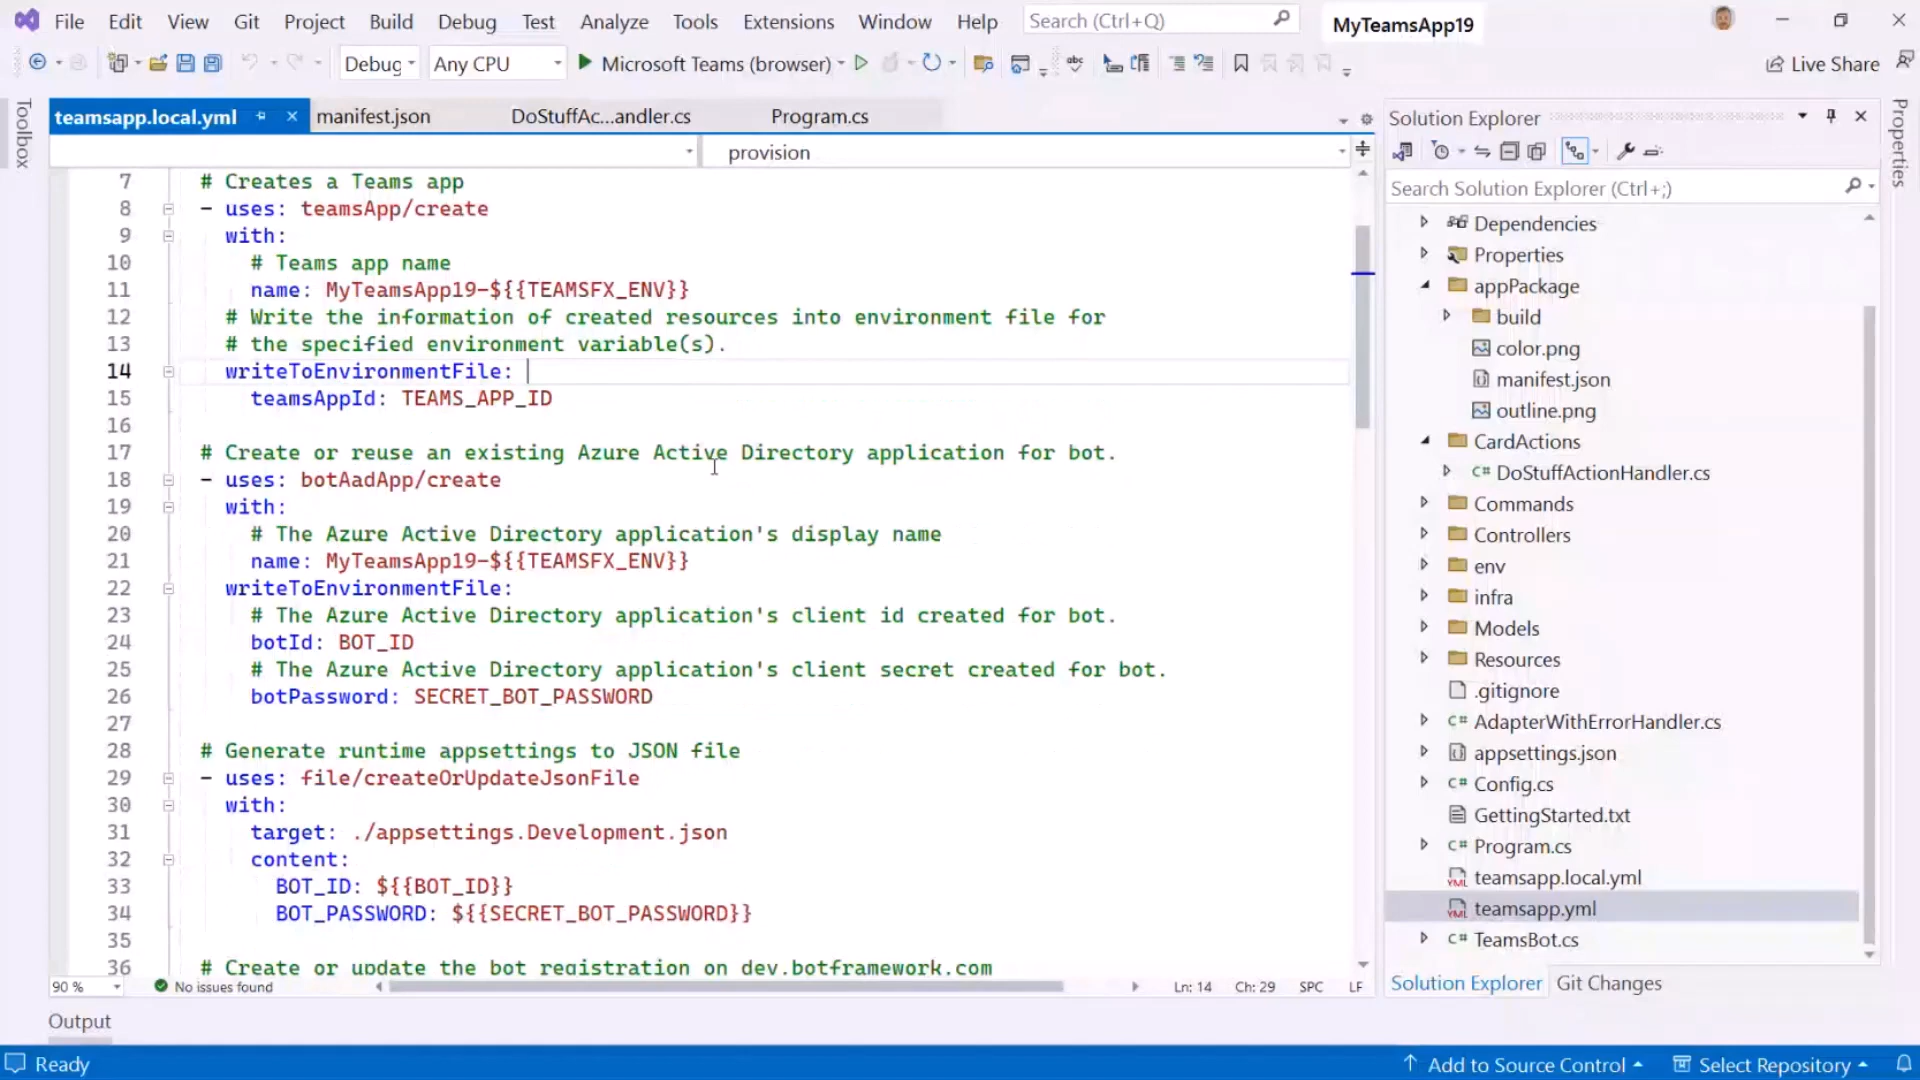 File Edit View Git Project Build Debug Test Analyze Tools Extensions Window Help Search (Ctrl+Q) MyTeamsApp19
Debug Any CPU Microsoft Teams (browser) Live Share
Toolbox
teamsapp.local.yml manifest.json DoStuffAc...andler.cs Program.cs
provision
7 # Creates a Teams app
8 - uses: teamsApp/create
9 with:
10 # Teams app name
11 name: MyTeamsApp19-${{TEAMSFX_ENV}}
12 # Write the information of created resources into environment file for
13 # the specified environment variable(s).
14 writeToEnvironmentFile:
15 teamsAppId: TEAMS_APP_ID
16
17 # Create or reuse an existing Azure Active Directory application for bot.
18 - uses: botAadApp/create
19 with:
20 # The Azure Active Directory application's display name
21 name: MyTeamsApp19-${{TEAMSFX_ENV}}
22 writeToEnvironmentFile:
23 # The Azure Active Directory application's client id created for bot.
24 botId: BOT_ID
25 # The Azure Active Directory application's client secret created for bot.
26 botPassword: SECRET_BOT_PASSWORD
27
28 # Generate runtime appsettings to JSON file
29 - uses: file/createOrUpdateJsonFile
30 with:
31 target: ./appsettings.Development.json
32 content:
33 BOT_ID: ${{BOT_ID}}
34 BOT_PASSWORD: ${{SECRET_BOT_PASSWORD}}
35
36 # Create or update the bot registration on dev.botframework.com
90 % No issues found Ln: 14 Ch: 29 SPC LF
Output
Solution Explorer
Search Solution Explorer (Ctrl+;)
Dependencies
Properties
appPackage
build
color.png
manifest.json
outline.png
CardActions
C# DoStuffActionHandler.cs
Commands
Controllers
env
infra
Models
Resources
.gitignore
C# AdapterWithErrorHandler.cs
appsettings.json
C# Config.cs
GettingStarted.txt
C# Program.cs
YML teamsapp.local.yml
YML teamsapp.yml
C# TeamsBot.cs
Solution Explorer Git Changes
Properties
Ready Add to Source Control Select Repository